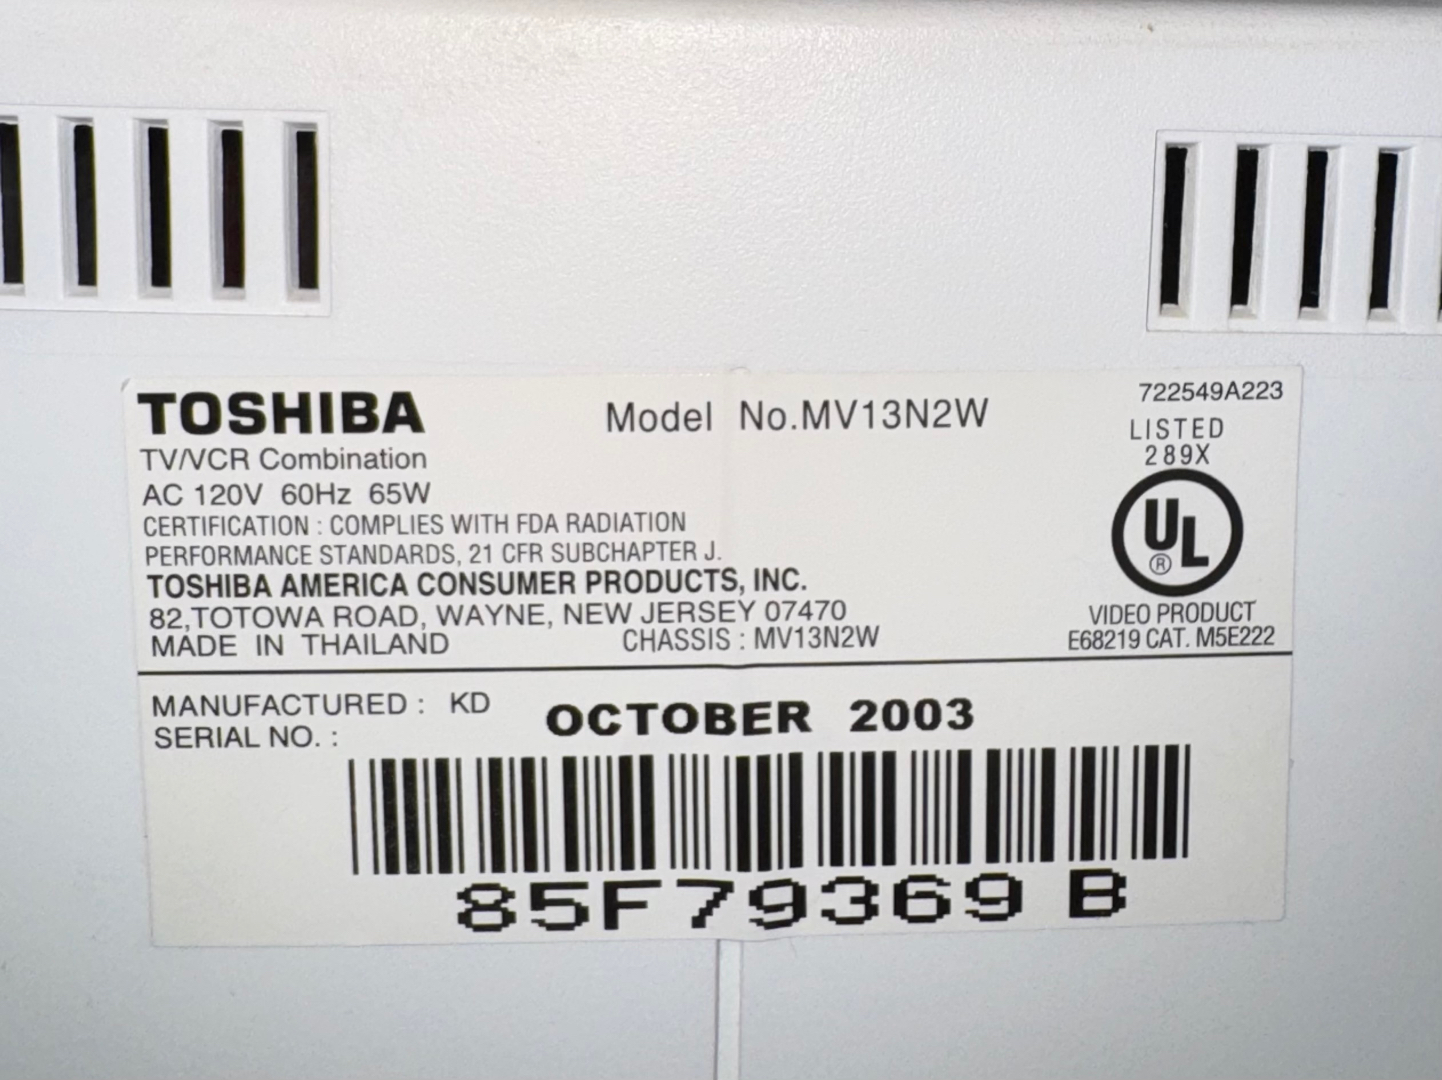 TOSHIBA
Model No.MV13N2W
722549A223
TV/VCR Combination
AC 120V 60Hz 65W
CERTIFICATION : COMPLIES WITH FDA RADIATION
PERFORMANCE STANDARDS, 21 CFR SUBCHAPTER J.
TOSHIBA AMERICA CONSUMER PRODUCTS, INC.
82,TOTOWA ROAD, WAYNE, NEW JERSEY 07470
MADE IN THAILAND
CHASSIS : MV13N2W
LISTED
289X
UL
®
VIDEO PRODUCT
E68219 CAT. M5E222
MANUFACTURED : KD
OCTOBER 2003
SERIAL NO. :
85F79369 B